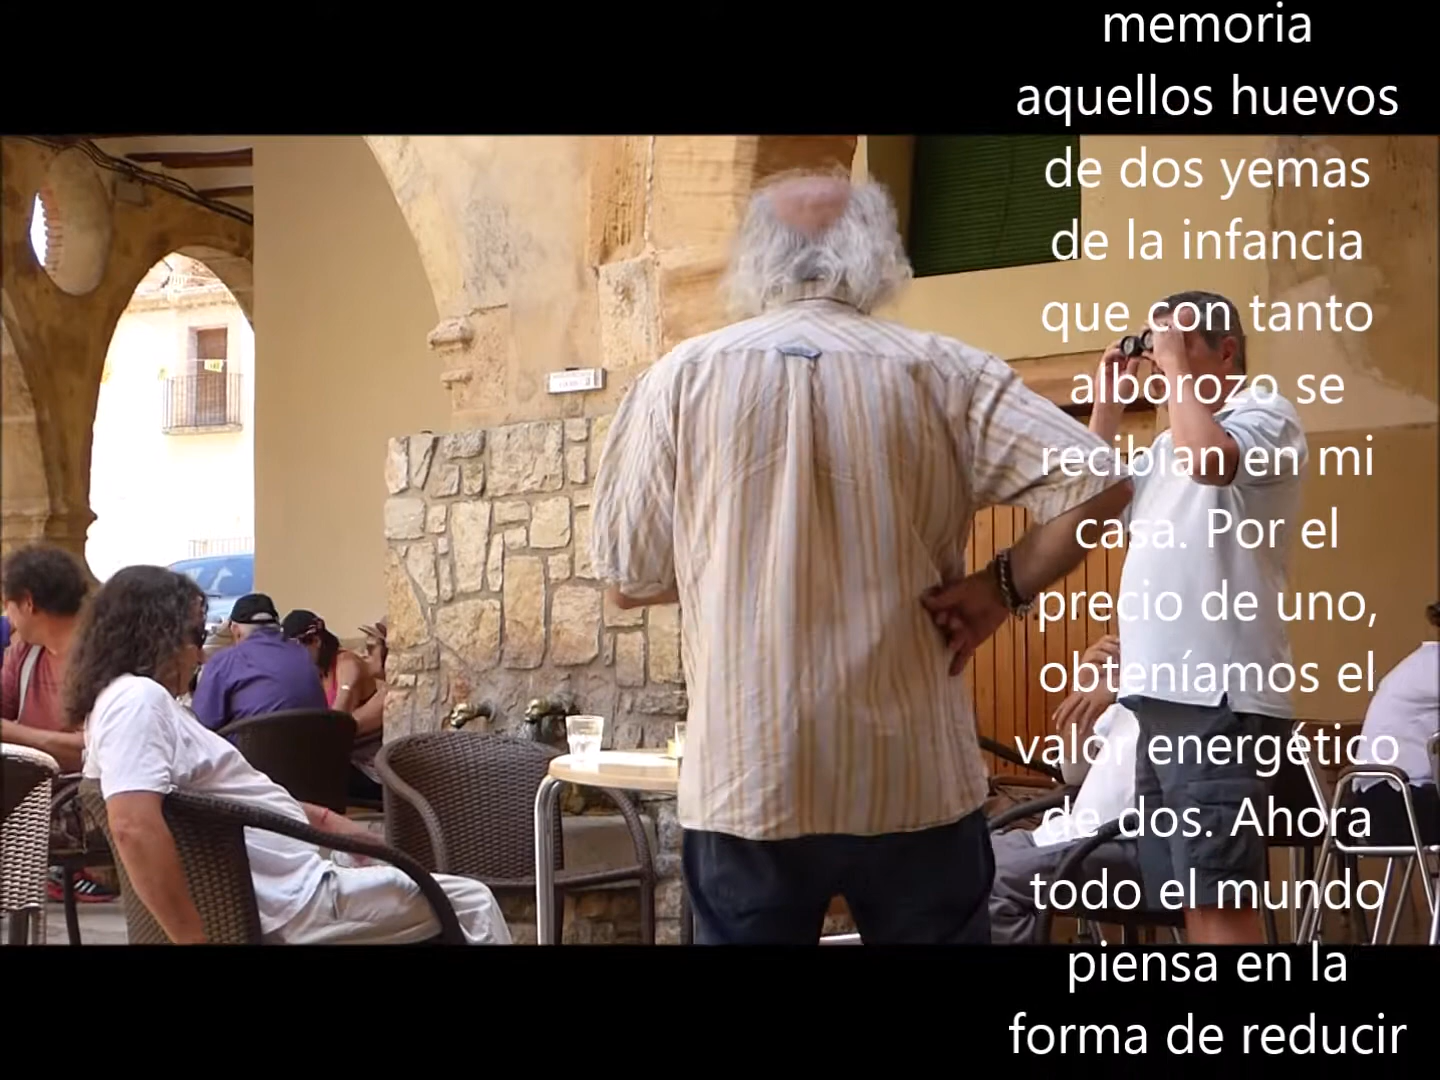 memoria
aquellos huevos
de dos yemas
de la infancia
que con tanto
alborozo se
recibían en mi
casa. Por el
precio de uno,
obteníamos el
valor energético
de dos. Ahora
todo el mundo
piensa en la
forma de reducir